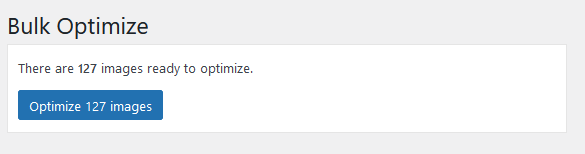 Bulk Optimize
There are 127 images ready to optimize.
Optimize 127 images